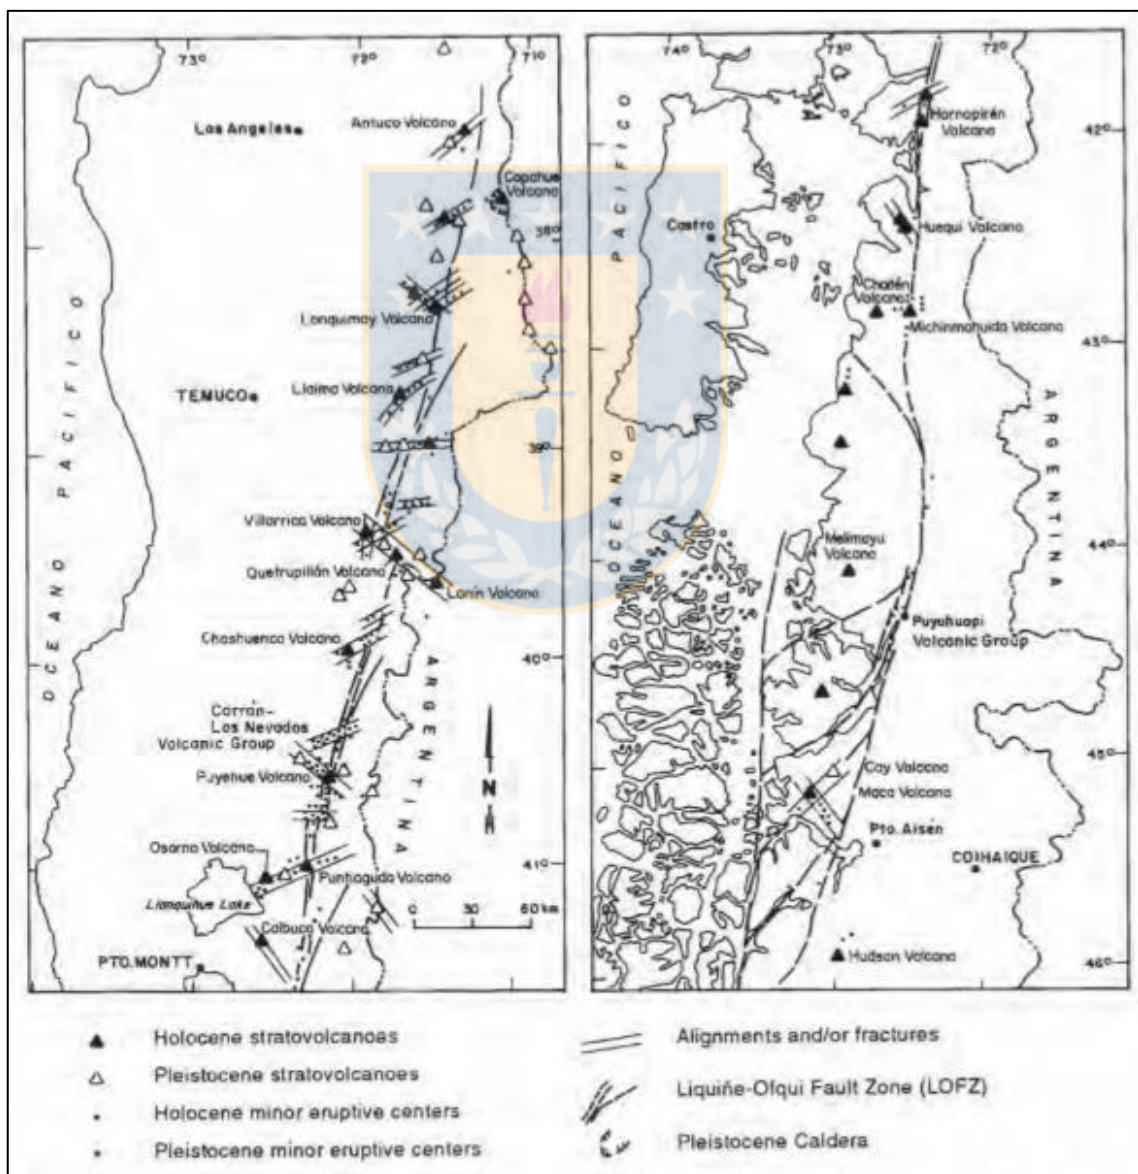 73°
72°
71°
Los Angeles
Antuco Volcano
Copahue
Volcano
38°
Lonquimay Volcano
Llaima Volcano
TEMUCO
39°
OCEANO PACIFICO
Villarrica Volcano
Quetrupillán Volcano
Lanín Volcano
Choshuenco Volcano
40°
ARGENTINA
Carrán-
Los Nevados
Volcanic Group
Puyehue Volcano
N
Osorno Volcano
41°
Puntiagudo Volcano
Llanquihue Lake
0 30 60 km
Calbuco Volcano
PTO.MONTT
74°
73°
72°
OCEANO PACIFICO
Hornopirén
Volcano
42°
Castro
Huequi Volcano
Chaitén
Volcano
Michinmahuida Volcano
43°
ARGENTINA
Melimoyu
Volcano
44°
Puyuhuapi
Volcanic Group
45°
Cay Volcano
Maca Volcano
Pto. Aisén
COIHAIQUE
Hudson Volcano
46°
Holocene stratovolcanoes
Pleistocene stratovolcanoes
Holocene minor eruptive centers
Pleistocene minor eruptive centers
Alignments and/or fractures
Liquiñe-Ofqui Fault Zone (LOFZ)
Pleistocene Caldera